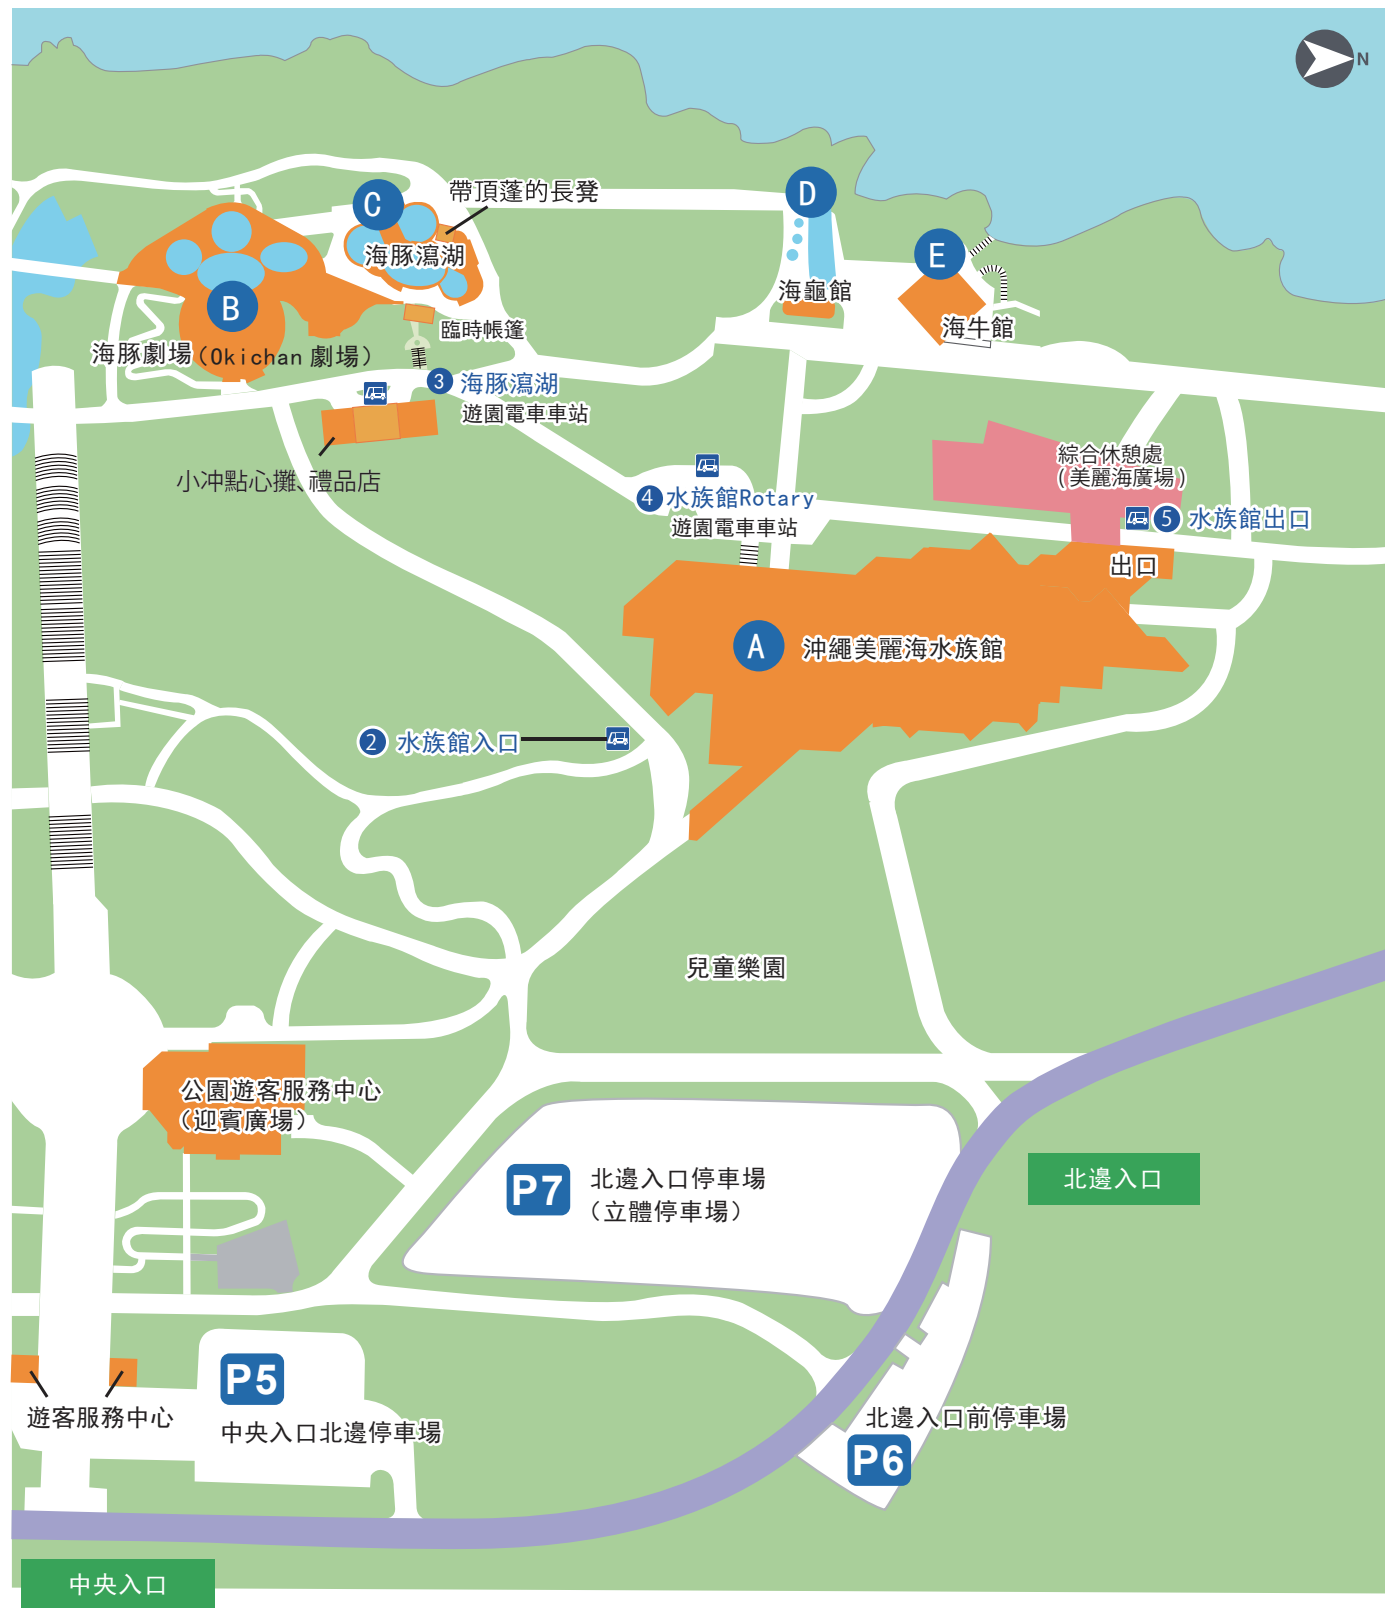 N
D
C
帶頂蓬的長凳
海豚瀉湖
E
海龜館
B
海牛館
臨時帳篷
海豚劇場(Okichan 劇場)
3 海豚瀉湖
遊園電車車站
小冲點心攤、禮品店
綜合休憩處
(美麗海廣場)
4 水族館Rotary
遊園電車車站
5 水族館出口
出口
A 沖繩美麗海水族館
2 水族館入口
兒童樂園
公園遊客服務中心
(迎賓廣場)
P7 北邊入口停車場
(立體停車場)
北邊入口
P5
中央入口北邊停車場
遊客服務中心
北邊入口前停車場
P6
中央入口